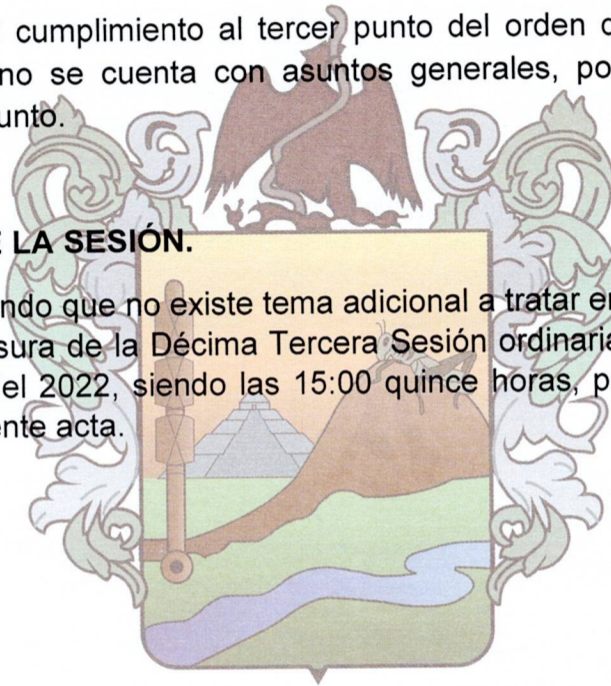 cumplimiento al tercer punto del orden
no se cuenta con asuntos generales,
unto.
LA SESIÓN.
ndo que no existe tema adicional a tratar
sura de la Décima Tercera Sesión ordinaria
el 2022, siendo las 15:00 quince horas,
nte acta.